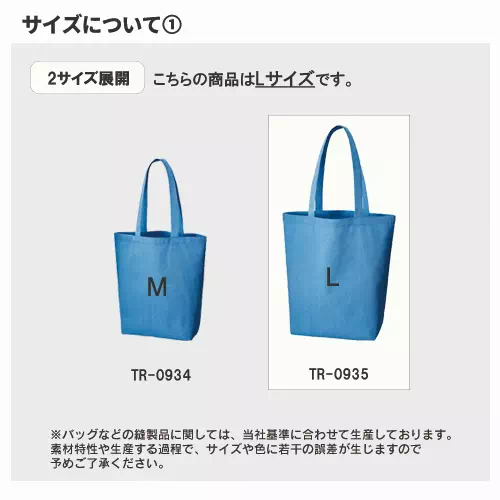 サイズについて①
2サイズ展開
こちらの商品はLサイズです。
M
L
TR-0934
TR-0935
※バッグなどの縫製品に関しては、当社基準に合わせて生産しております。
素材特性や生産する過程で、サイズや色に若干の誤差が生じますので
予めご了承ください。